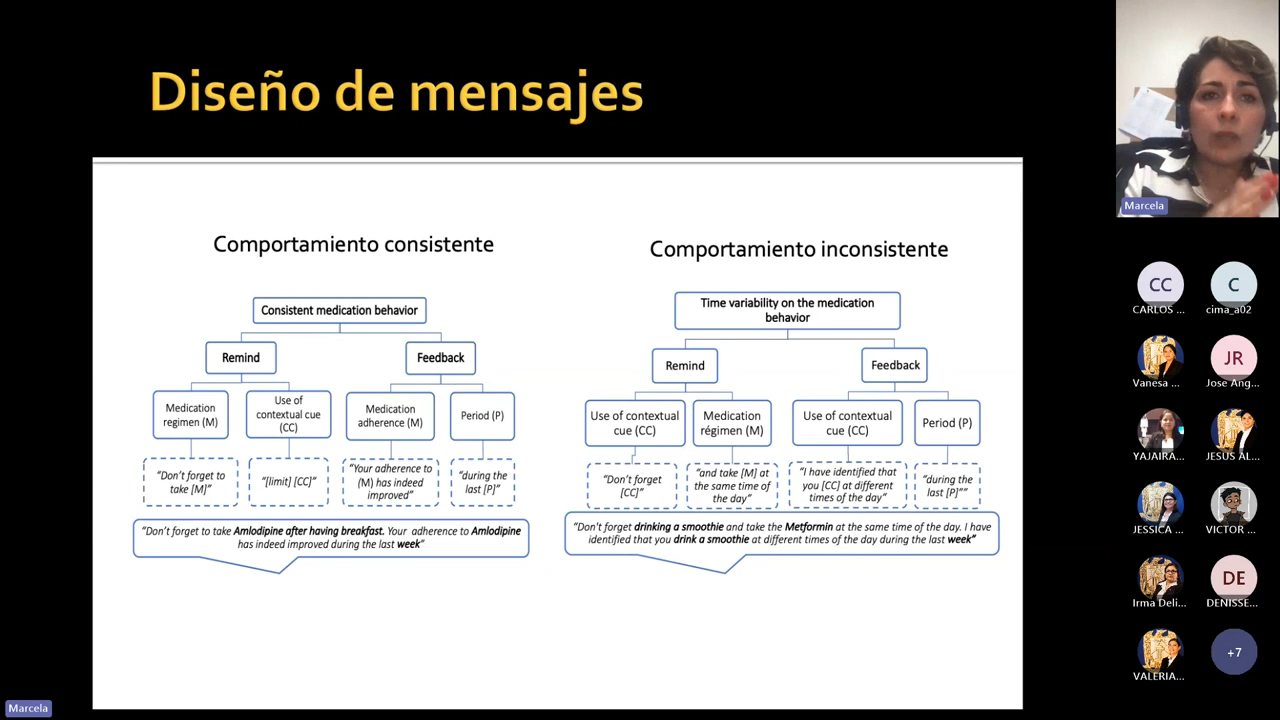 Diseño de mensajes
Comportamiento consistente
Consistent medication behavior
Remind
Feedback
Medication
regimen (M)
Use of
contextual cue
(CC)
Medication
adherence (M)
Period (P)
“Don’t forget to
take [M]”
“[limit] [CC]”
“Your adherence to
(M) has indeed
improved”
“during the
last [P]”
“Don’t forget to take Amlodipine after having breakfast. Your adherence to Amlodipine
has indeed improved during the last week“
Comportamiento inconsistente
Time variability on the medication
behavior
Remind
Feedback
Use of contextual
cue (CC)
Medication
régimen (M)
Use of contextual
cue (CC)
Period (P)
“Don’t forget
[CC]”
“and take [M] at
the same time of
the day”
“I have identified that
you [CC] at different
times of the day”
“during the
last [P]””
“Don't forget drinking a smoothie and take the Metformin at the same time of the day. I have
identified that you drink a smoothie at different times of the day during the last week”
Marcela
CC
CARLOS ...
C
cima_a02
Vanesa ...
JR
Jose Ang...
YAJAIRA...
JESÚS AL...
JESSICA ...
VICTOR ...
Irma Deli...
DE
DENISSE...
VALERIA...
+7
Marcela